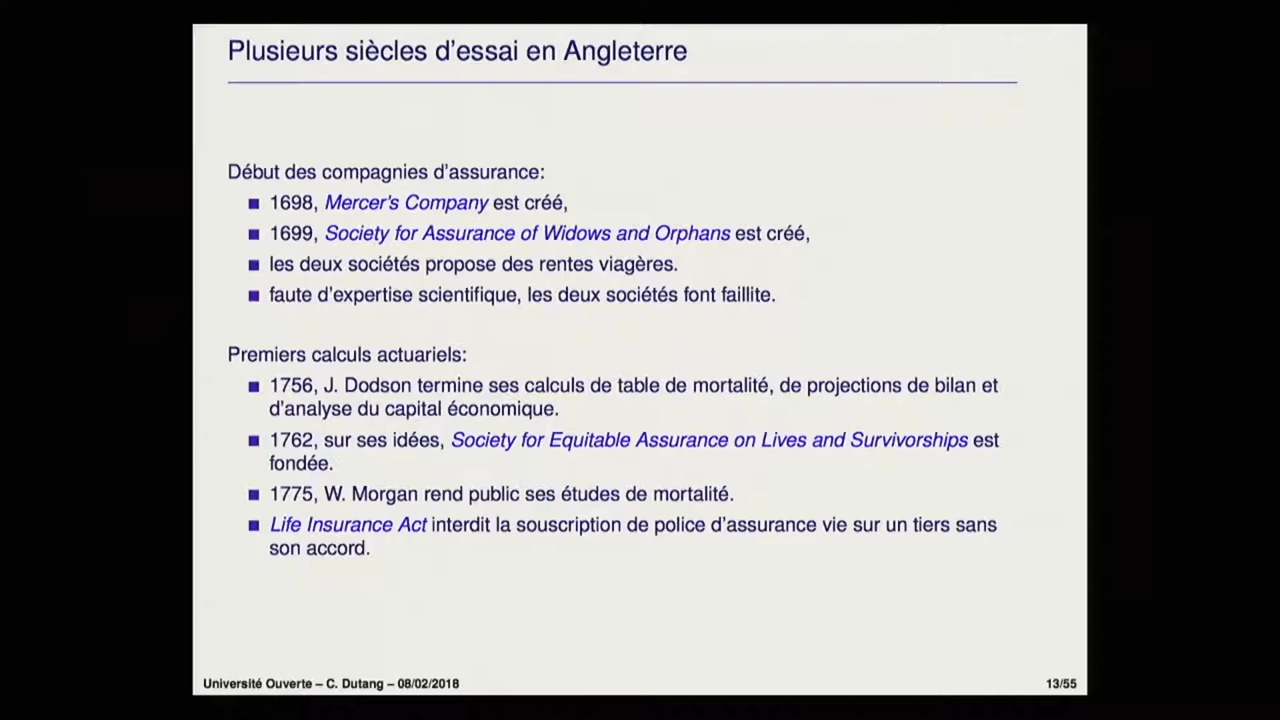 Plusieurs siècles d'essai en Angleterre
Début des compagnies d'assurance:
1698, Mercer's Company est créé,
1699, Society for Assurance of Widows and Orphans est créé,
les deux sociétés propose des rentes viagères.
faute d'expertise scientifique, les deux sociétés font faillite.
Premiers calculs actuariels:
1756, J. Dodson termine ses calculs de table de mortalité, de projections de bilan et
d'analyse du capital économique.
1762, sur ses idées, Society for Equitable Assurance on Lives and Survivorships est
fondée.
1775, W. Morgan rend public ses études de mortalité.
Life Insurance Act interdit la souscription de police d'assurance vie sur un tiers sans
son accord.
Université Ouverte – C. Dutang – 08/02/2018
13/55